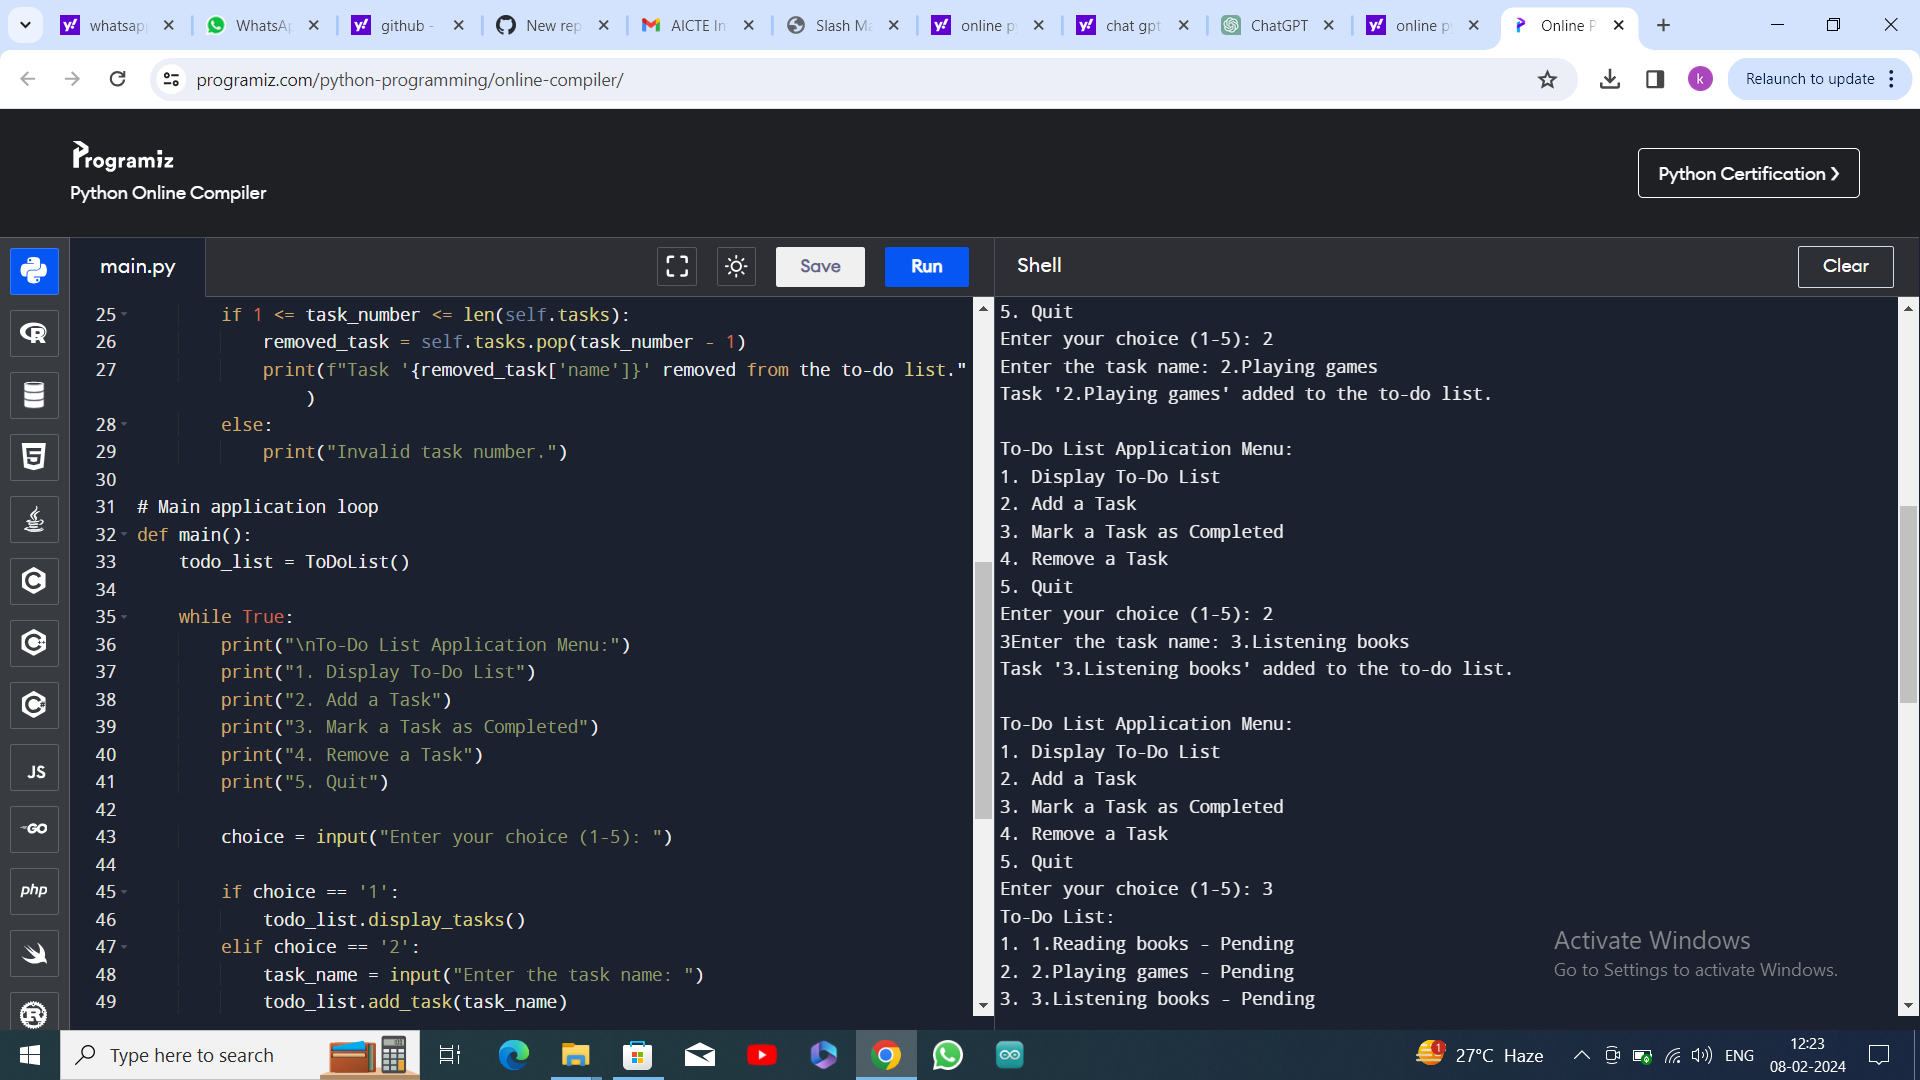 whatsap
WhatsAp
github -
New rep
AICTE In
Slash Ma
online p
chat gpt
ChatGPT
online p
Online P
programiz.com/python-programming/online-compiler/
k
Relaunch to update
Programiz
Python Online Compiler
Python Certification
main.py
Save
Run
Shell
Clear
25 if 1 <= task_number <= len(self.tasks):
26 removed_task = self.tasks.pop(task_number - 1)
27 print(f"Task '{removed_task['name']}' removed from the to-do list."
)
28 else:
29 print("Invalid task number.")
30
31 # Main application loop
32 def main():
33 todo_list = ToDoList()
34
35 while True:
36 print("\nTo-Do List Application Menu:")
37 print("1. Display To-Do List")
38 print("2. Add a Task")
39 print("3. Mark a Task as Completed")
40 print("4. Remove a Task")
41 print("5. Quit")
42
43 choice = input("Enter your choice (1-5): ")
44
45 if choice == '1':
46 todo_list.display_tasks()
47 elif choice == '2':
48 task_name = input("Enter the task name: ")
49 todo_list.add_task(task_name)
5. Quit
Enter your choice (1-5): 2
Enter the task name: 2.Playing games
Task '2.Playing games' added to the to-do list.
To-Do List Application Menu:
1. Display To-Do List
2. Add a Task
3. Mark a Task as Completed
4. Remove a Task
5. Quit
Enter your choice (1-5): 2
3Enter the task name: 3.Listening books
Task '3.Listening books' added to the to-do list.
To-Do List Application Menu:
1. Display To-Do List
2. Add a Task
3. Mark a Task as Completed
4. Remove a Task
5. Quit
Enter your choice (1-5): 3
To-Do List:
1. 1.Reading books - Pending
2. 2.Playing games - Pending
3. 3.Listening books - Pending
Activate Windows
Go to Settings to activate Windows.
JS
GO
php
Type here to search
1
27°C Haze
ENG
12:23
08-02-2024